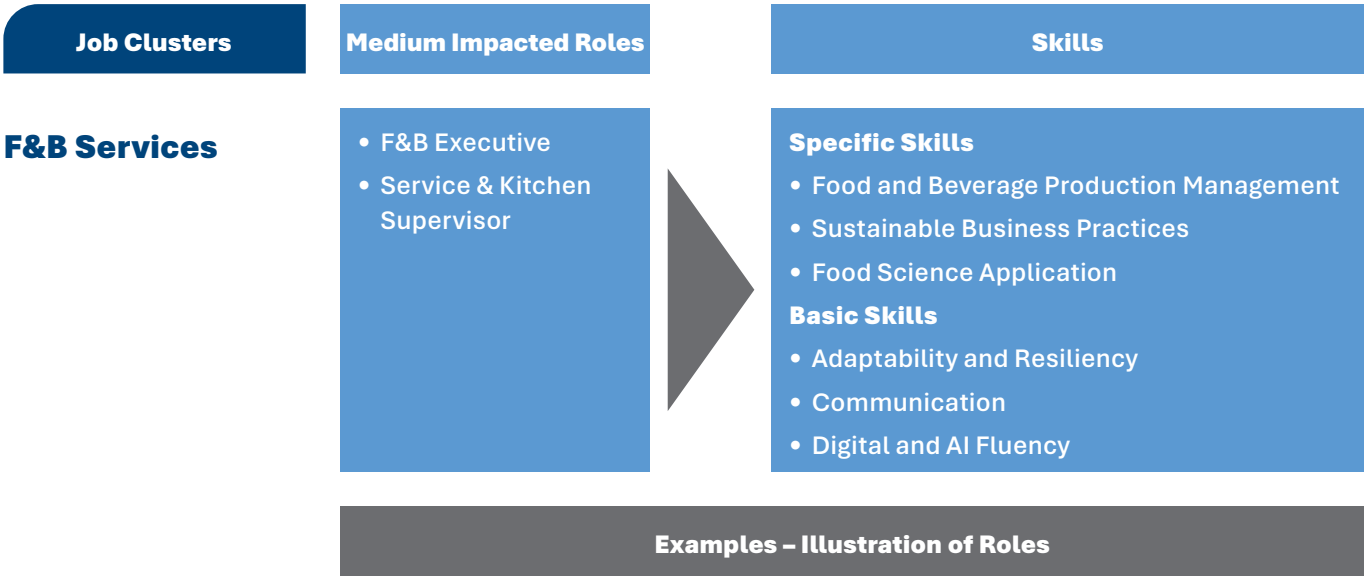 Job Clusters
Medium Impacted Roles
Skills
F&B Services
• F&B Executive
• Service & Kitchen
Supervisor
Specific Skills
• Food and Beverage Production Management
• Sustainable Business Practices
• Food Science Application
Basic Skills
• Adaptability and Resiliency
• Communication
• Digital and AI Fluency
Examples – Illustration of Roles